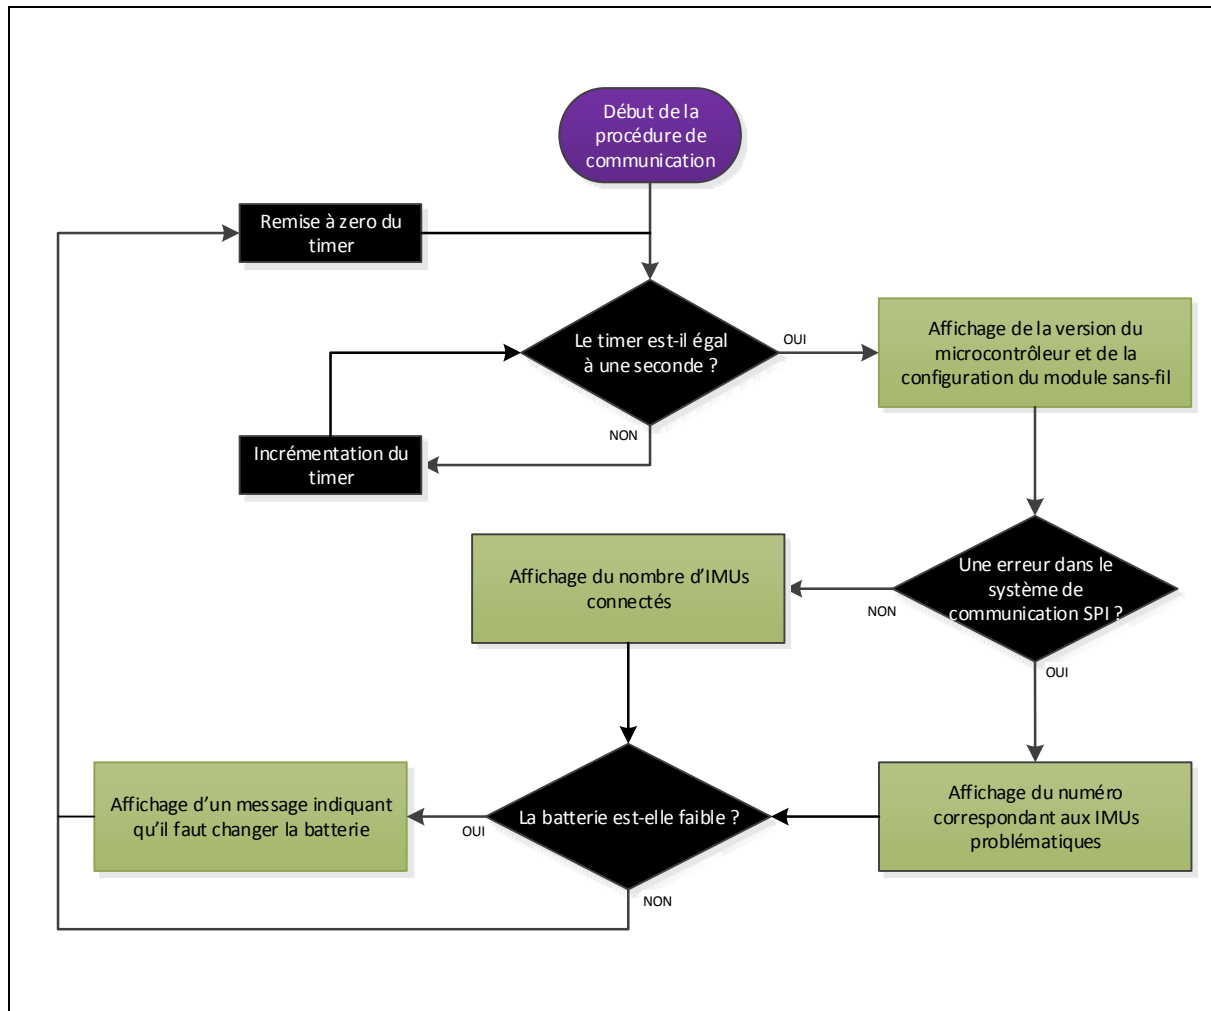 Début de la
procédure de
communication
Remise à zero du
timer
Le timer est-il égal
à une seconde ?
OUI
Affichage de la version du
microcontrôleur et de la
configuration du module sans-fil
NON
Incrémentation du
timer
Une erreur dans le
système de
communication SPI ?
NON
Affichage du nombre d'IMUs
connectés
OUI
Affichage du numéro
correspondant aux IMUs
problématiques
La batterie est-elle faible ?
OUI
Affichage d'un message indiquant
qu'il faut changer la batterie
NON